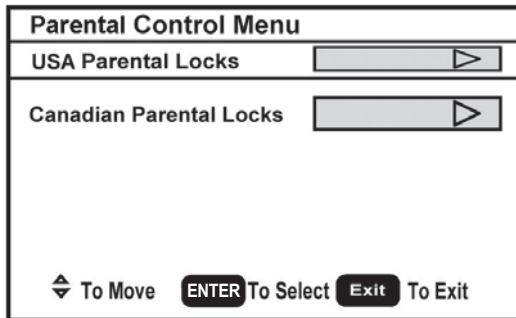 Parental Control Menu
USA Parental Locks
Canadian Parental Locks
To Move ENTER To Select Exit To Exit